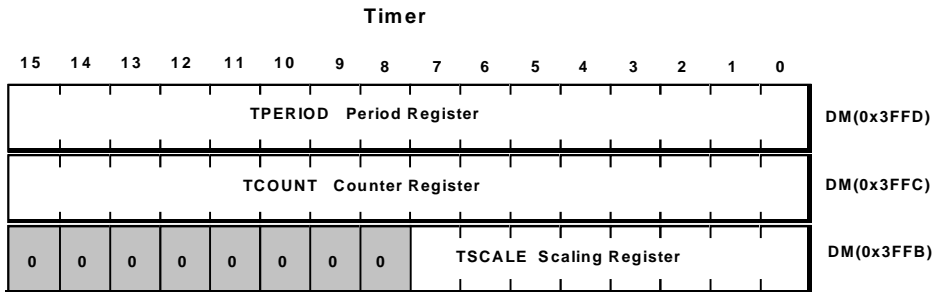 Timer
15 14 13 12 11 10 9 8 7 6 5 4 3 2 1 0
TPERIOD Period Register DM(0x3FFD)
TCOUNT Counter Register DM(0x3FFC)
0 0 0 0 0 0 0 0 TSCALE Scaling Register DM(0x3FFB)